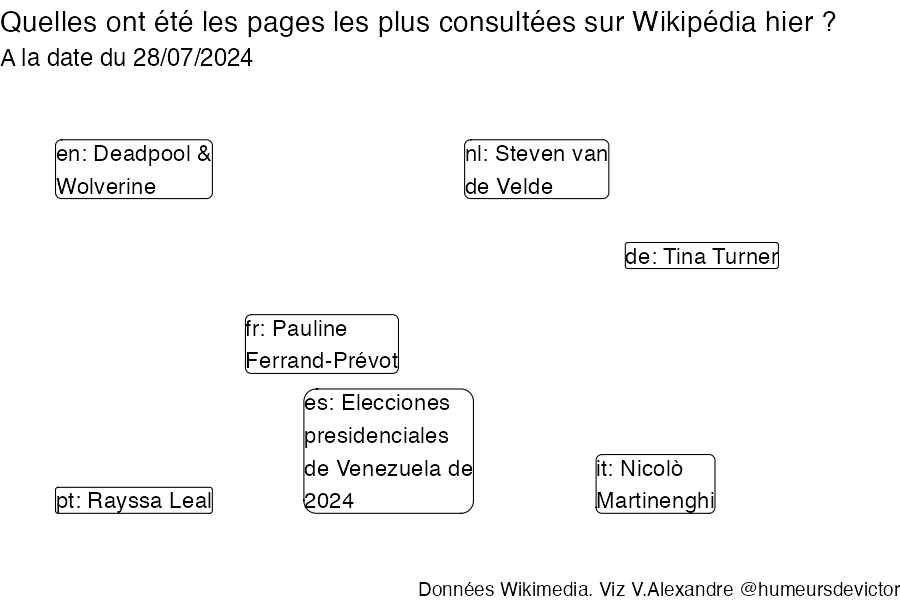 Quelles ont été les pages les plus consultées sur Wikipédia hier ?
A la date du 28/07/2024
en: Deadpool &
Wolverine
nl: Steven van
de Velde
de: Tina Turner
fr: Pauline
Ferrand-Prévot
es: Elecciones
presidenciales
de Venezuela de
2024
it: Nicolò
Martinenghi
pt: Rayssa Leal
Données Wikimedia. Viz V.Alexandre @humeursdevictor